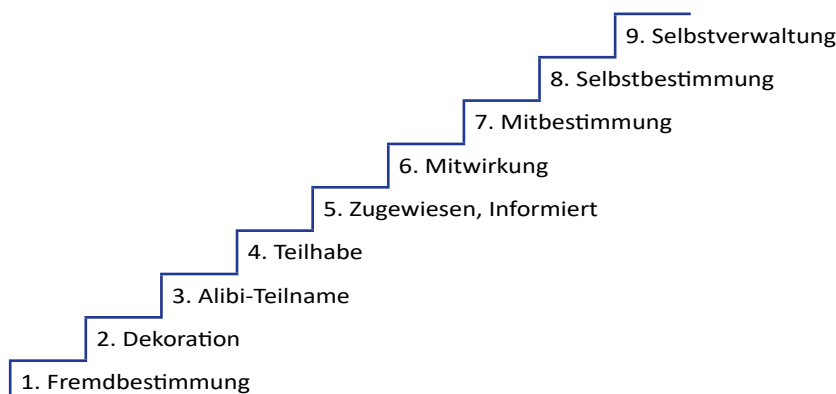 9. Selbstverwaltung
8. Selbstbestimmung
7. Mitbestimmung
6. Mitwirkung
5. Zugewiesen, Informiert
4. Teilhabe
3. Alibi-Teilname
2. Dekoration
1. Fremdbestimmung